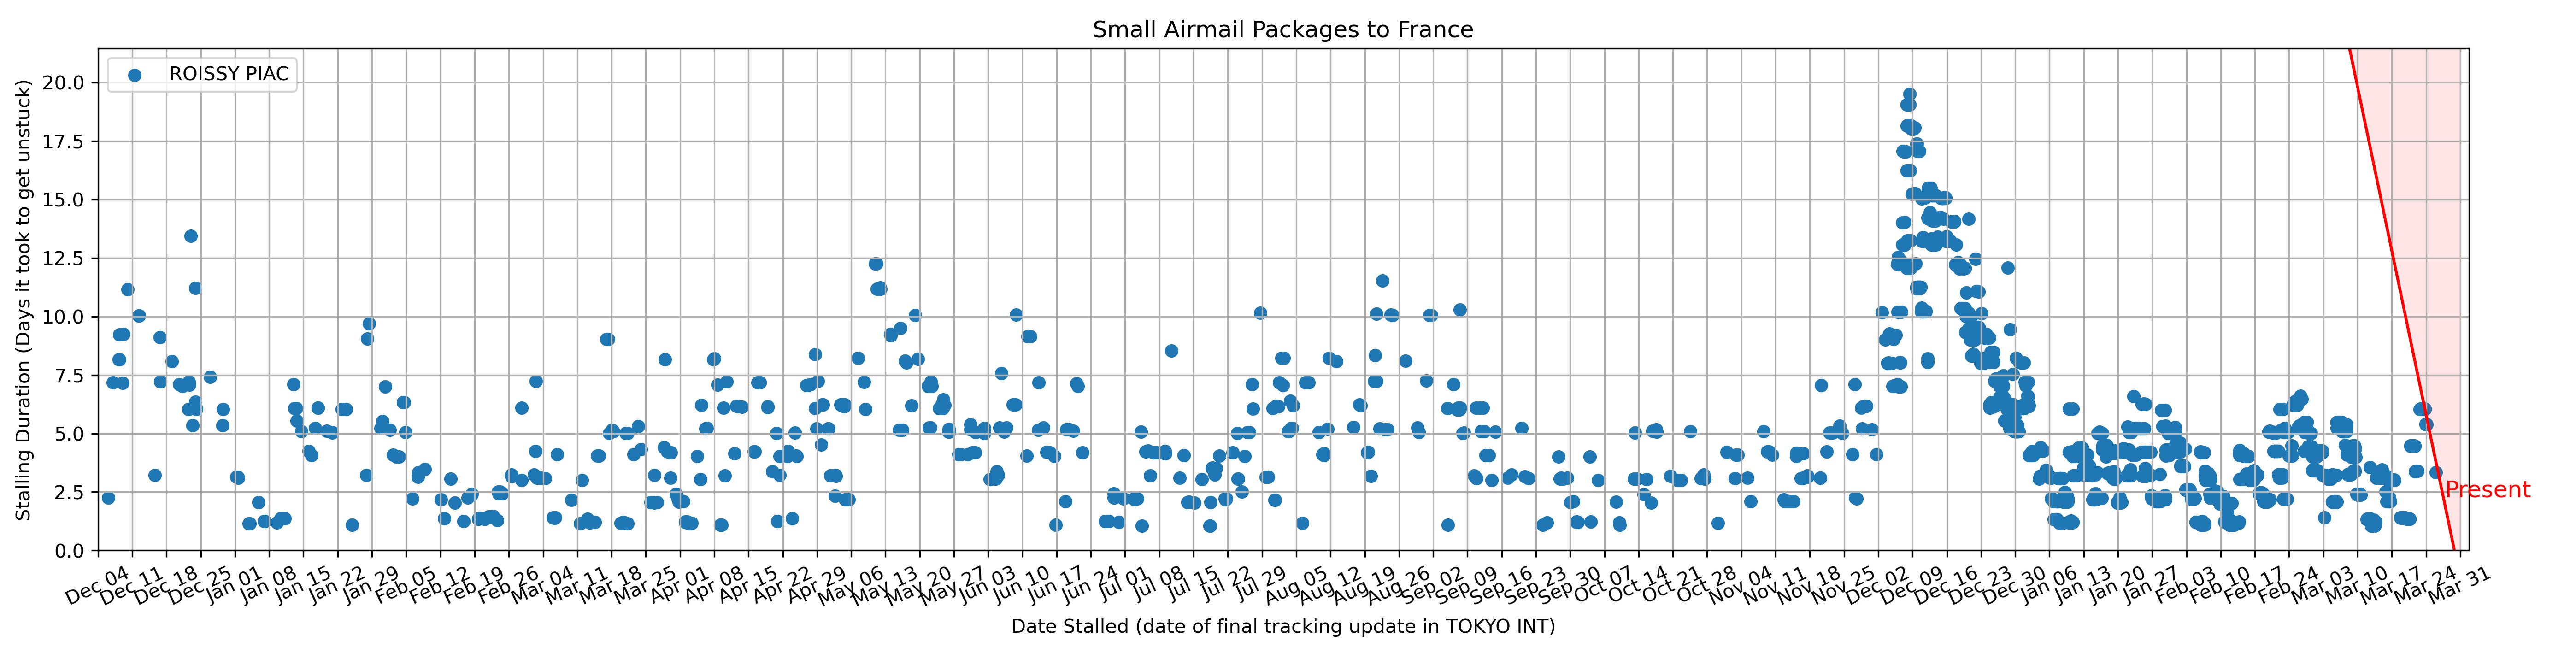 Small Airmail Packages to France
ROISSY PIAC
Stalling Duration (Days it took to get unstuck)
20.0
17.5
15.0
12.5
10.0
7.5
5.0
2.5
0.0
Present
Dec 04 Dec 11 Dec 18 Dec 25 Jan 01 Jan 08 Jan 15 Jan 22 Jan 29 Feb 05 Feb 12 Feb 19 Feb 26 Mar 04 Mar 11 Mar 18 Mar 25 Apr 01 Apr 08 Apr 15 Apr 22 Apr 29 May 06 May 13 May 20 May 27 Jun 03 Jun 10 Jun 17 Jun 24 Jul 01 Jul 08 Jul 15 Jul 22 Jul 29 Aug 05 Aug 12 Aug 19 Aug 26 Sep 02 Sep 09 Sep 16 Sep 23 Sep 30 Oct 07 Oct 14 Oct 21 Oct 28 Nov 04 Nov 11 Nov 18 Nov 25 Dec 02 Dec 09 Dec 16 Dec 23 Dec 30 Jan 06 Jan 13 Jan 20 Jan 27 Feb 03 Feb 10 Feb 17 Feb 24 Mar 03 Mar 10 Mar 17 Mar 24 Mar 31
Date Stalled (date of final tracking update in TOKYO INT)